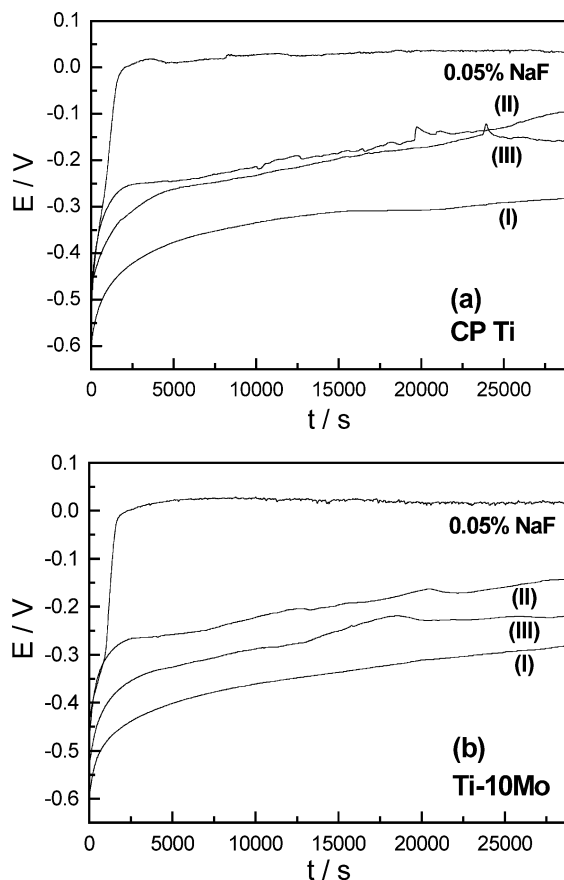 0.1
0.0
-0.1
-0.2
-0.3
-0.4
-0.5
-0.6
E / V
0.05% NaF
(II)
(III)
(I)
(a)
CP Ti
0 5000 10000 15000 20000 25000
t / s
0.1
0.0
-0.1
-0.2
-0.3
-0.4
-0.5
-0.6
E / V
0.05% NaF
(II)
(III)
(I)
(b)
Ti-10Mo
0 5000 10000 15000 20000 25000
t / s